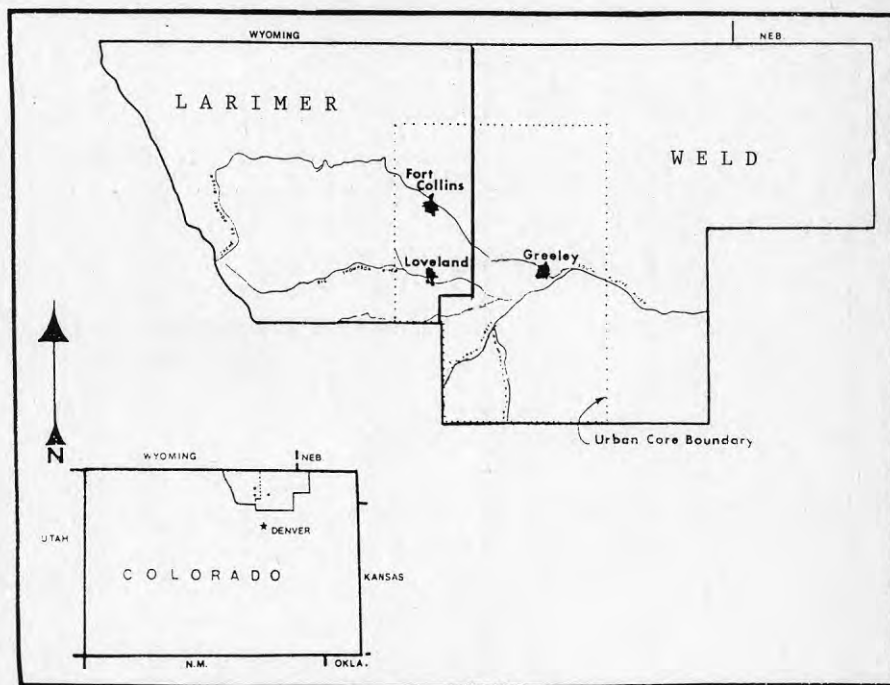 WYOMING
NEB.
LARIMER
WELD
Fort
Collins
Loveland
Greeley
Urban Core Boundary
N
WYOMING
NEB
UTAH
DENVER
COLORADO
KANSAS
N.M.
OKLA.